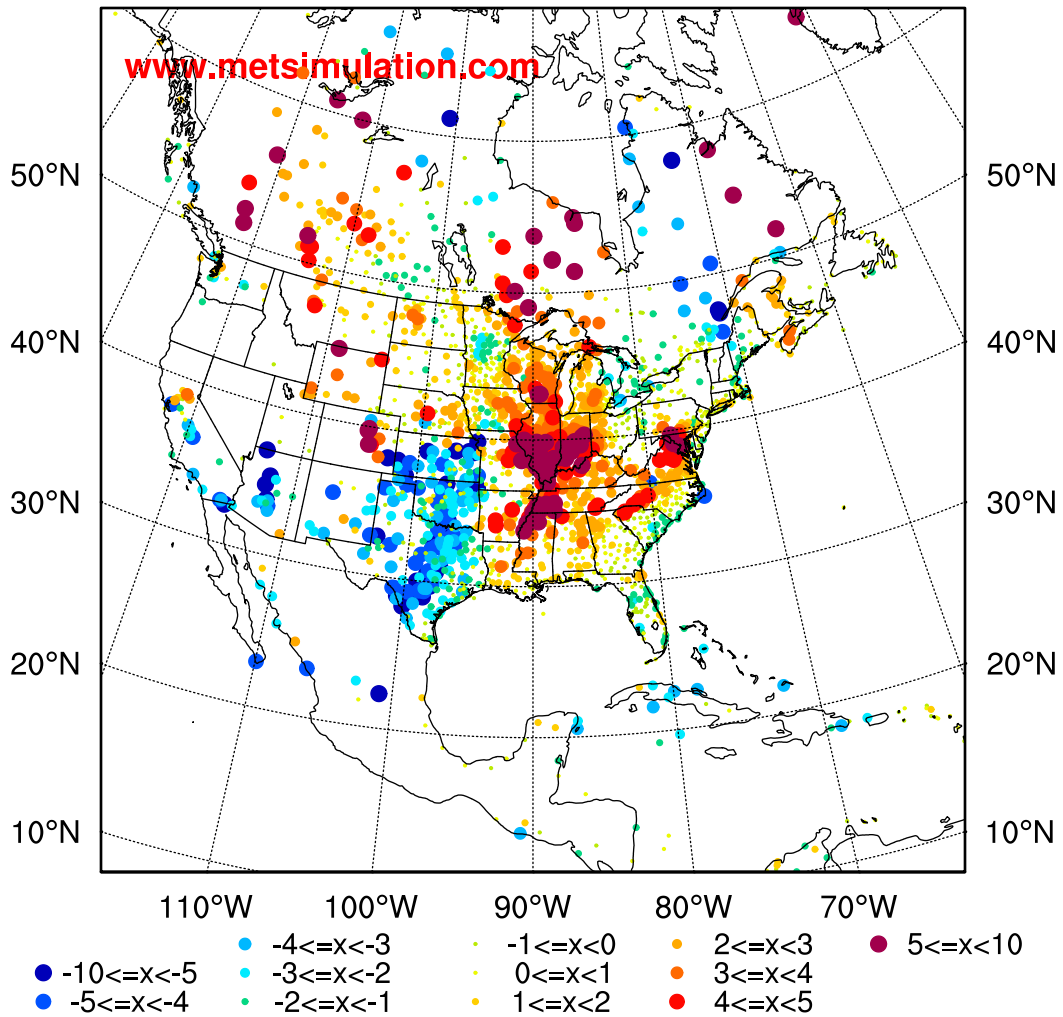 www.metsimulation.com
50°N 50°N
40°N 40°N
30°N 30°N
20°N 20°N
10°N 10°N
110°W 100°W 90°W 80°W 70°W
-4<=x<-3 -1<=x<0 2<=x<3 5<=x<10
-10<=x<-5 -3<=x<-2 0<=x<1 3<=x<4
-5<=x<-4 -2<=x<-1 1<=x<2 4<=x<5